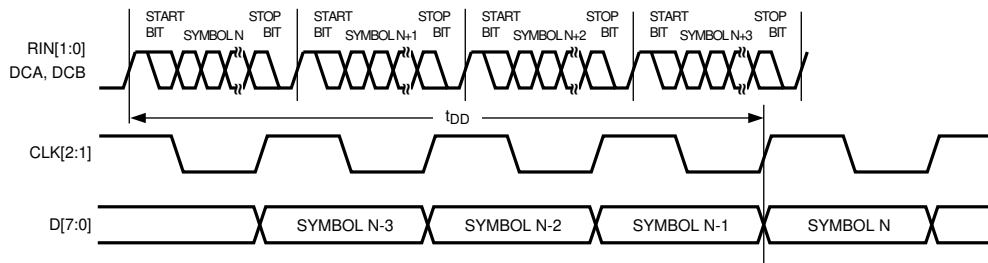 START STOP START STOP START STOP START STOP
BIT SYMBOL N BIT BIT SYMBOL N+1 BIT BIT SYMBOL N+2 BIT BIT SYMBOL N+3 BIT
RIN[1:0]
DCA, DCB
tDD
CLK[2:1]
D[7:0] SYMBOL N-3 SYMBOL N-2 SYMBOL N-1 SYMBOL N